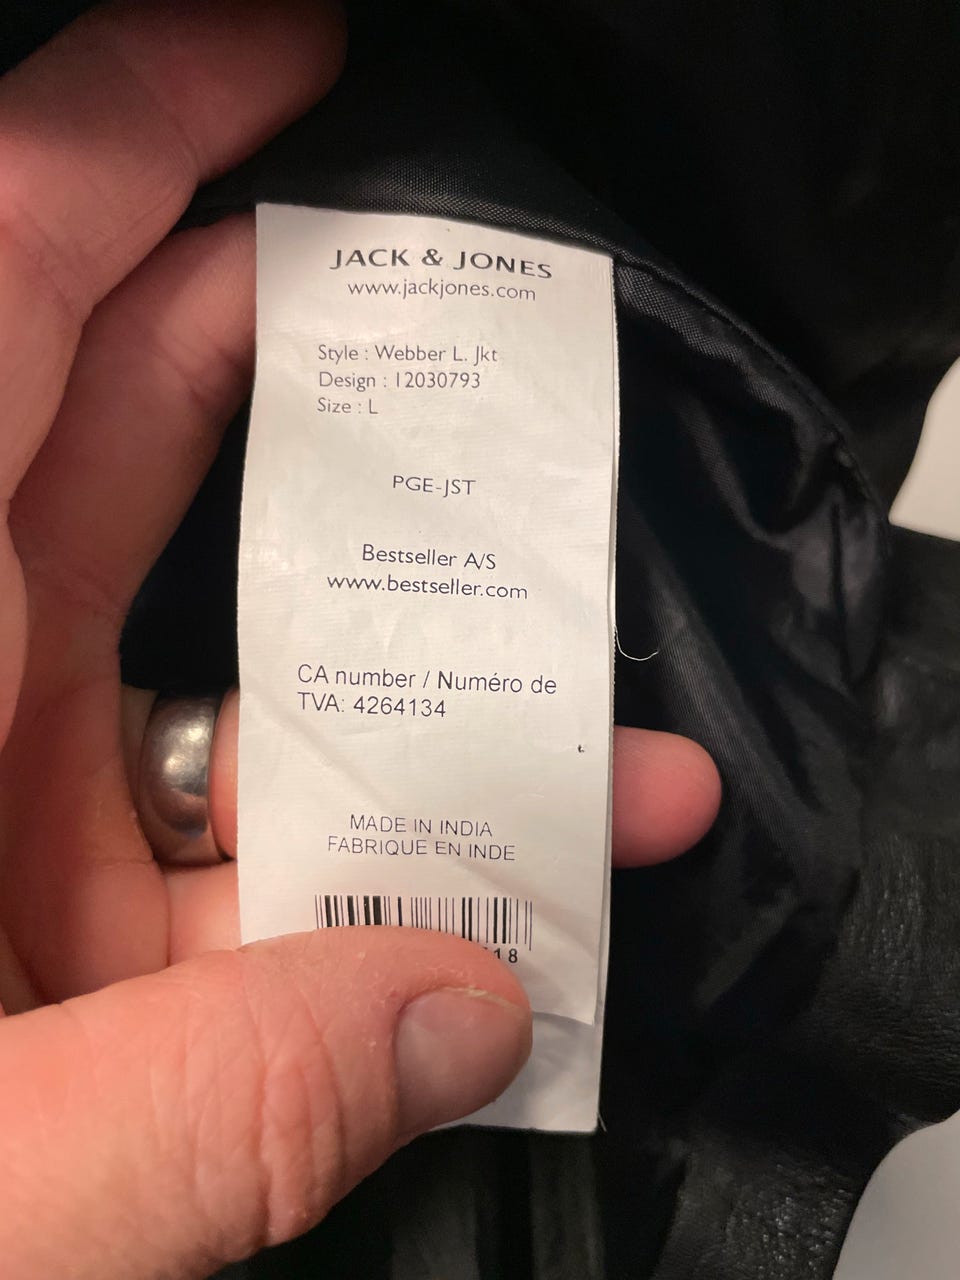 JACK & JONES
www.jackjones.com
Style : Webber L. Jkt
Design : 12030793
Size : L
PGE-JST
Bestseller A/S
www.bestseller.com
CA number / Numéro de
TVA: 4264134
MADE IN INDIA
FABRIQUE EN INDE
18